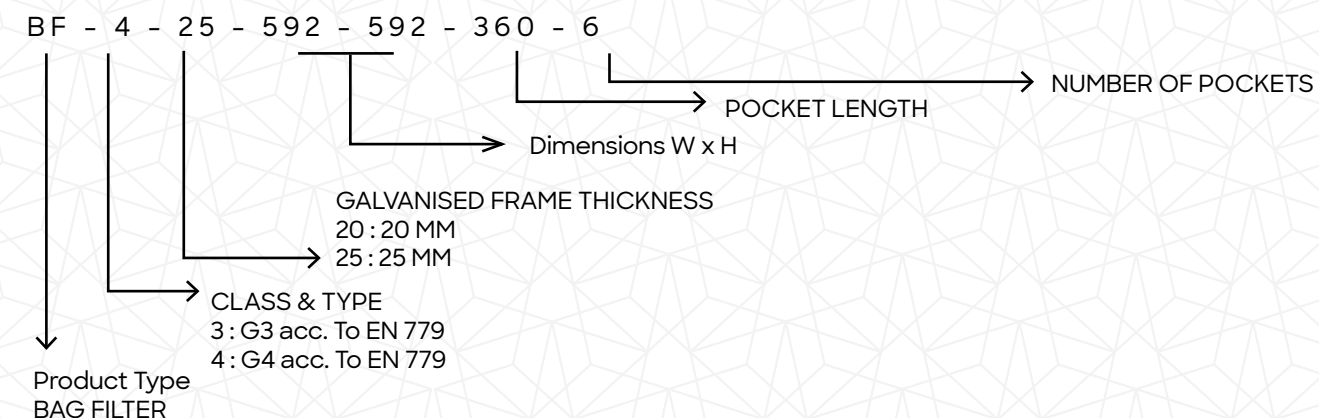 BF - 4 - 25 - 592 - 592 - 360 - 6
NUMBER OF POCKETS
POCKET LENGTH
Dimensions W x H
GALVANISED FRAME THICKNESS
20 : 20 MM
25 : 25 MM
CLASS & TYPE
3 : G3 acc. To EN 779
4 : G4 acc. To EN 779
Product Type
BAG FILTER